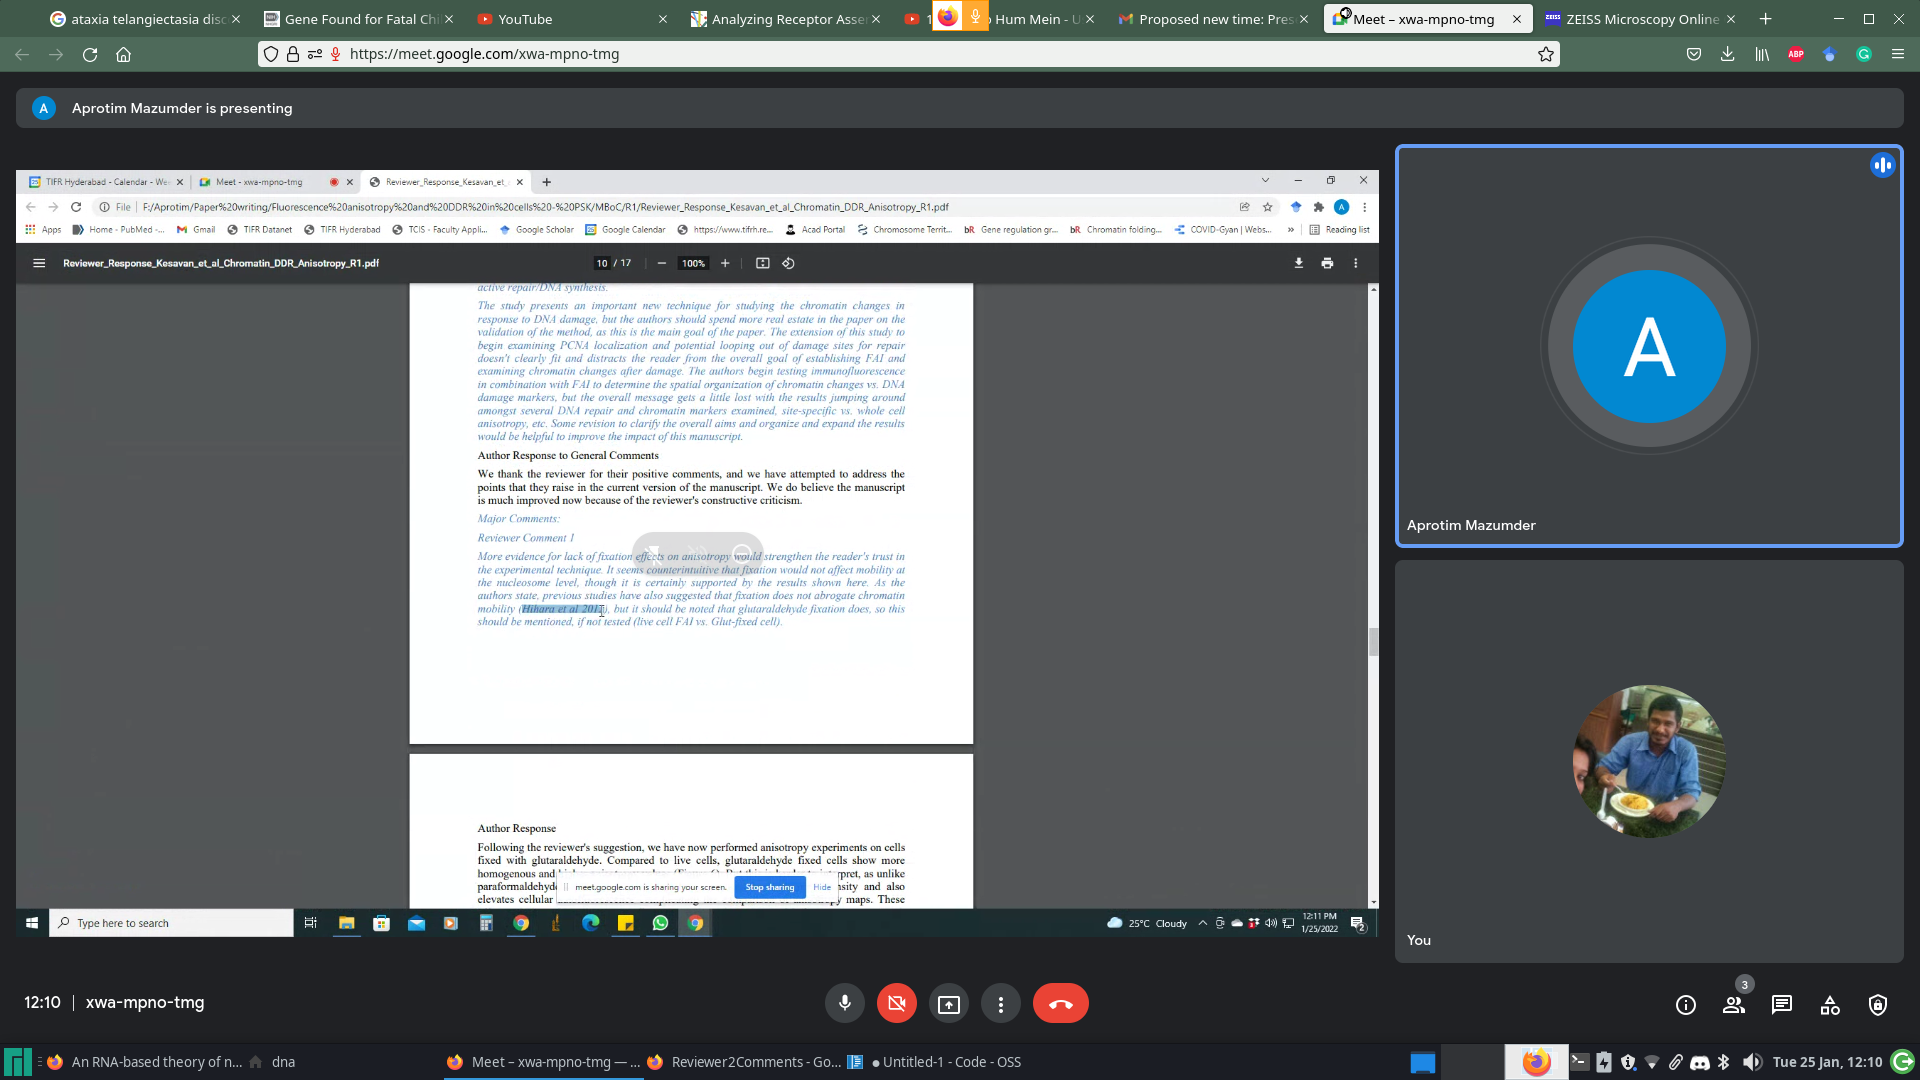 ataxia telangiectasia disc
Gene Found for Fatal Chi
YouTube
Analyzing Receptor Asse
o Hum Mein - U
Proposed new time: Pres
Meet – xwa-mpno-tmg
ZEISS Microscopy Online
https://meet.google.com/xwa-mpno-tmg
ABP
A
Aprotim Mazumder is presenting
TIFR Hyderabad - Calendar - We
Meet - xwa-mpno-tmg
Reviewer_Response_Kesavan_et_
File
F:/Aprotim/Paper%20writing/Fluorescence%20anisotropy%20and%20DDR%20in%20cells%20-%20PSK/MBoC/R1/Reviewer_Response_Kesavan_et_al_Chromatin_DDR_Anisotropy_R1.pdf
Apps
Home - PubMed -...
Gmail
TIFR Datanet
TIFR Hyderabad
TCIS - Faculty Appli...
Google Scholar
Google Calendar
https://www.tifrh.re...
Acad Portal
Chromosome Territ...
bR Gene regulation gr...
bR Chromatin folding...
COVID-Gyan | Webs...
»
Reading list
Reviewer_Response_Kesavan_et_al_Chromatin_DDR_Anisotropy_R1.pdf
10 / 17
100%
active repair/DNA synthesis.
The study presents an important new technique for studying the chromatin changes in
response to DNA damage, but the authors should spend more real estate in the paper on the
validation of the method, as this is the main goal of the paper. The extension of this study to
begin examining PCNA localization and potential looping out of damage sites for repair
doesn't clearly fit and distracts the reader from the overall goal of establishing FAI and
examining chromatin changes after damage. The authors begin testing immunofluorescence
in combination with FAI to determine the spatial organization of chromatin changes vs. DNA
damage markers, but the overall message gets a little lost with the results jumping around
amongst several DNA repair and chromatin markers examined, site-specific vs. whole cell
anisotropy, etc. Some revision to clarify the overall aims and organize and expand the results
would be helpful to improve the impact of this manuscript.
Author Response to General Comments
We thank the reviewer for their positive comments, and we have attempted to address the
points that they raise in the current version of the manuscript. We do believe the manuscript
is much improved now because of the reviewer's constructive criticism.
Major Comments:
Reviewer Comment 1
More evidence for lack of fixation effects on anisotropy would strengthen the reader's trust in
the experimental technique. It seems counterintuitive that fixation would not affect mobility at
the nucleosome level, though it is certainly supported by the results shown here. As the
authors state, previous studies have also suggested that fixation does not abrogate chromatin
mobility (Hihara et al 201), but it should be noted that glutaraldehyde fixation does, so this
should be mentioned, if not tested (live cell FAI vs. Glut-fixed cell).
Author Response
Following the reviewer's suggestion, we have now performed anisotropy experiments on cells
fixed with glutaraldehyde. Compared to live cells, glutaraldehyde fixed cells show more
homogenous and
rpret, as unlike
paraformaldehyde
nsity and also
elevates cellular
maps. These
meet.google.com is sharing your screen.
Stop sharing
Hide
Type here to search
25°C Cloudy
12:11 PM
1/25/2022
2
A
Aprotim Mazumder
You
12:10 | xwa-mpno-tmg
3
An RNA-based theory of n...
dna
Meet – xwa-mpno-tmg — ...
Reviewer2Comments - Go...
● Untitled-1 - Code - OSS
Tue 25 Jan, 12:10